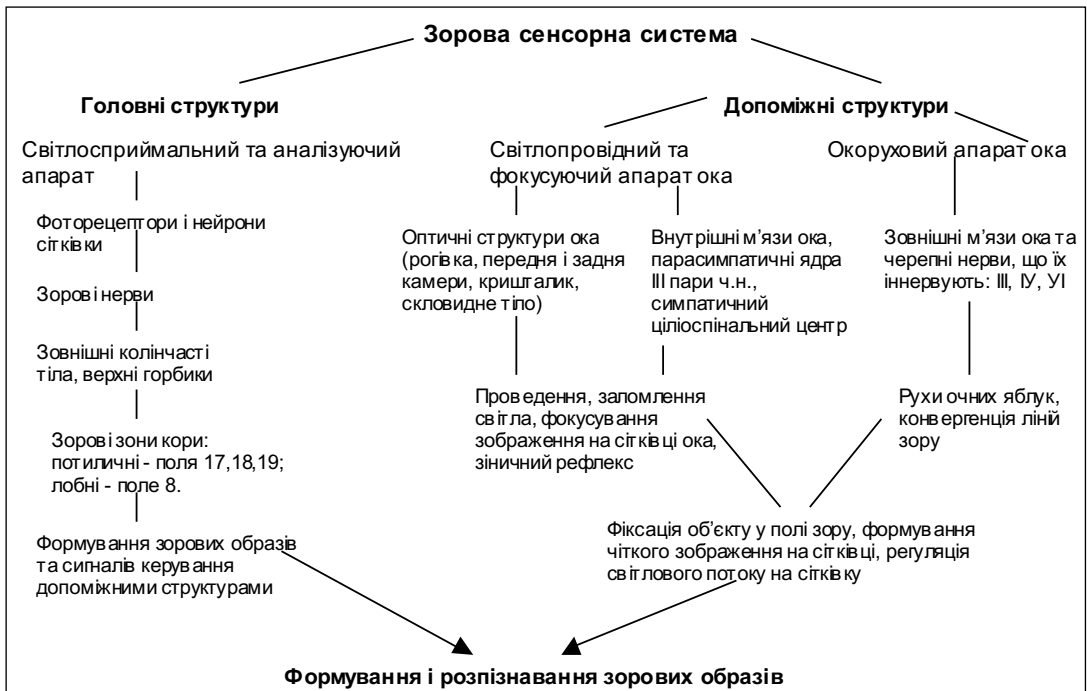 Зорова сенсорна система
Головні структури
Допоміжні структури
Світлосприймальний та аналізуючий
апарат
Світлопровідний та
фокусуючий апарат ока
Окоруховий апарат ока
Фоторецептори і нейрони
сітківки
Зорові нерви
Зовнішні колінчасті
тіла, верхні горбики
Зорові зони кори:
потиличні - поля 17,18,19;
лобні - поле 8.
Формування зорових образів
та сигналів керування
допоміжними структурами
Оптичні структури ока
(рогівка, передня і задня
камери, кришталик,
скловидне тіло)
Внутрішні м’язи ока,
парасимпатичні ядра
ІІІ пари ч.н.,
симпатичний
ціліоспінальний центр
Зовнішні м’язи ока та
черепні нерви, що їх
іннервують: ІІІ, ІУ, УІ
Проведення, заломлення
світла, фокусування
зображення на сітківці ока,
зіничний рефлекс
Рухи очних яблук,
конвергенція ліній
зору
Фіксація об’єкту у полі зору, формування
чіткого зображення на сітківці, регуляція
світлового потоку на сітківку
Формування і розпізнавання зорових образів